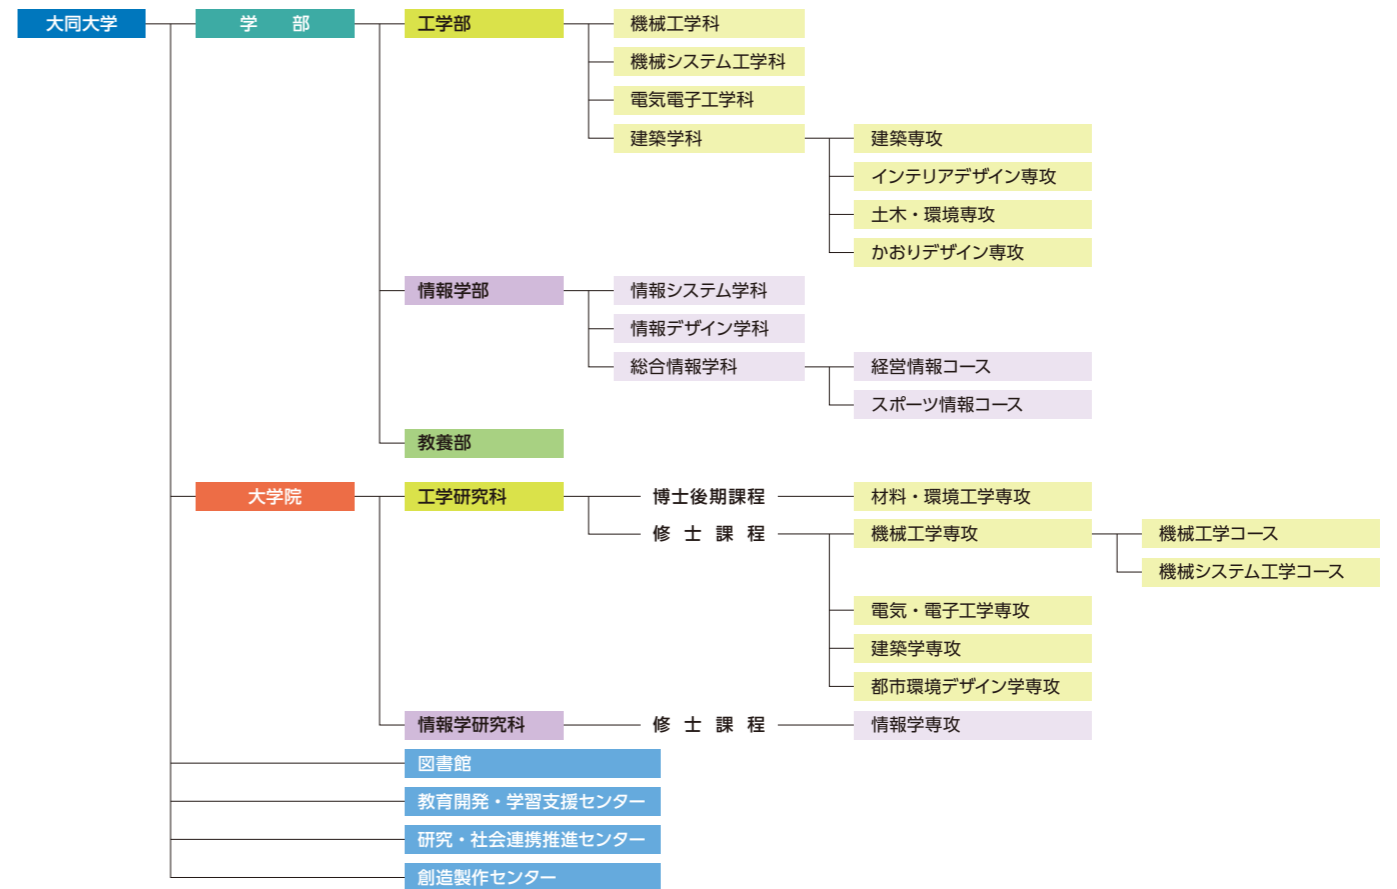 大同大学
学 部
工学部
機械工学科
機械システム工学科
電気電子工学科
建築学科
建築専攻
インテリアデザイン専攻
土木・環境専攻
かおりデザイン専攻
情報学部
情報システム学科
情報デザイン学科
総合情報学科
経営情報コース
スポーツ情報コース
教養部
大学院
工学研究科
博士後期課程
材料・環境工学専攻
修 士 課 程
機械工学専攻
機械工学コース
機械システム工学コース
電気・電子工学専攻
建築学専攻
都市環境デザイン学専攻
情報学研究科
修 士 課 程
情報学専攻
図書館
教育開発・学習支援センター
研究・社会連携推進センター
創造製作センター